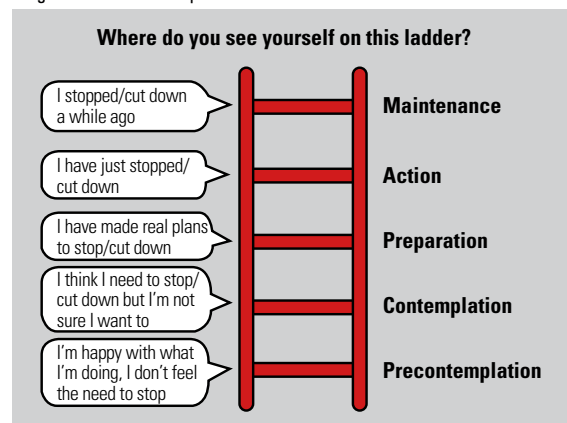 Where do you see yourself on this ladder?
I stopped/cut down
a while ago
Maintenance
I have just stopped/
cut down
Action
I have made real plans
to stop/cut down
Preparation
I think I need to stop/
cut down but I'm not
sure I want to
Contemplation
I'm happy with what
I'm doing, I don't feel
the need to stop
Precontemplation